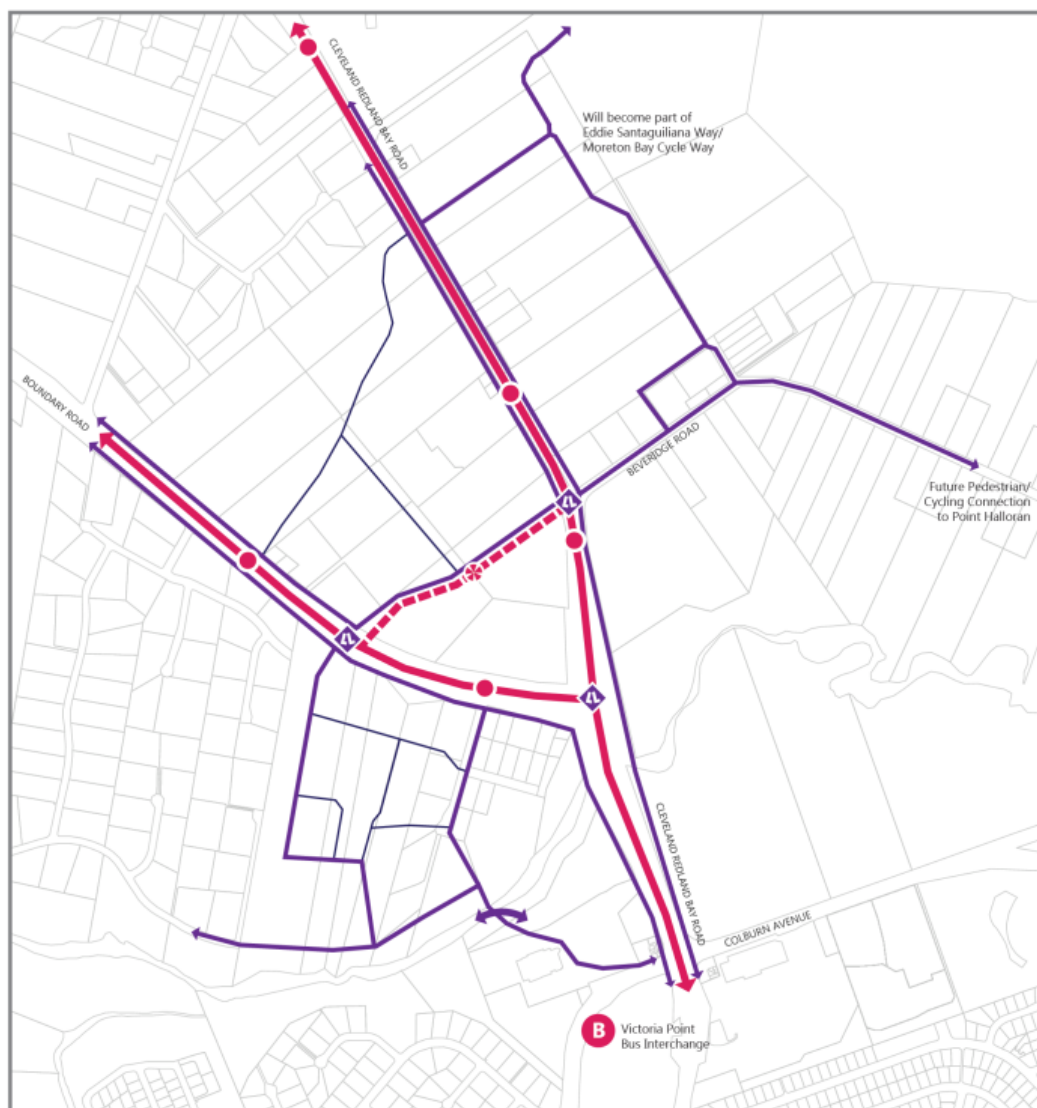 CLEVELAND REDLAND BAY ROAD
Will become part of
Eddie Santaguiliana Way/
Moreton Bay Cycle Way
BOUNDARY ROAD
BEVERIDGE ROAD
Future Pedestrian/
Cycling Connection
to Point Halloran
CLEVELAND REDLAND BAY ROAD
COLBURN AVENUE
B
Victoria Point
Bus Interchange